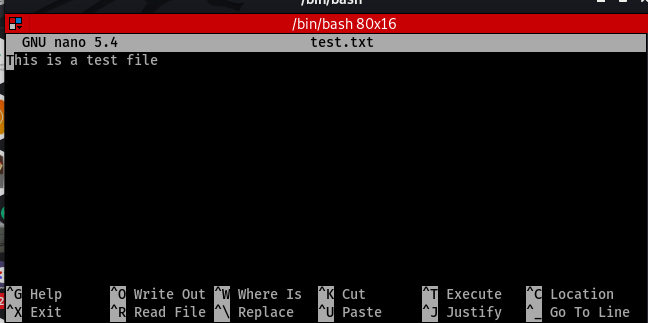 /bin/bash
/bin/bash 80x16
GNU nano 5.4 test.txt
This is a test file
^G Help ^O Write Out ^W Where Is ^K Cut ^T Execute ^C Location
^X Exit ^R Read File ^\ Replace ^U Paste ^J Justify ^_ Go To Line